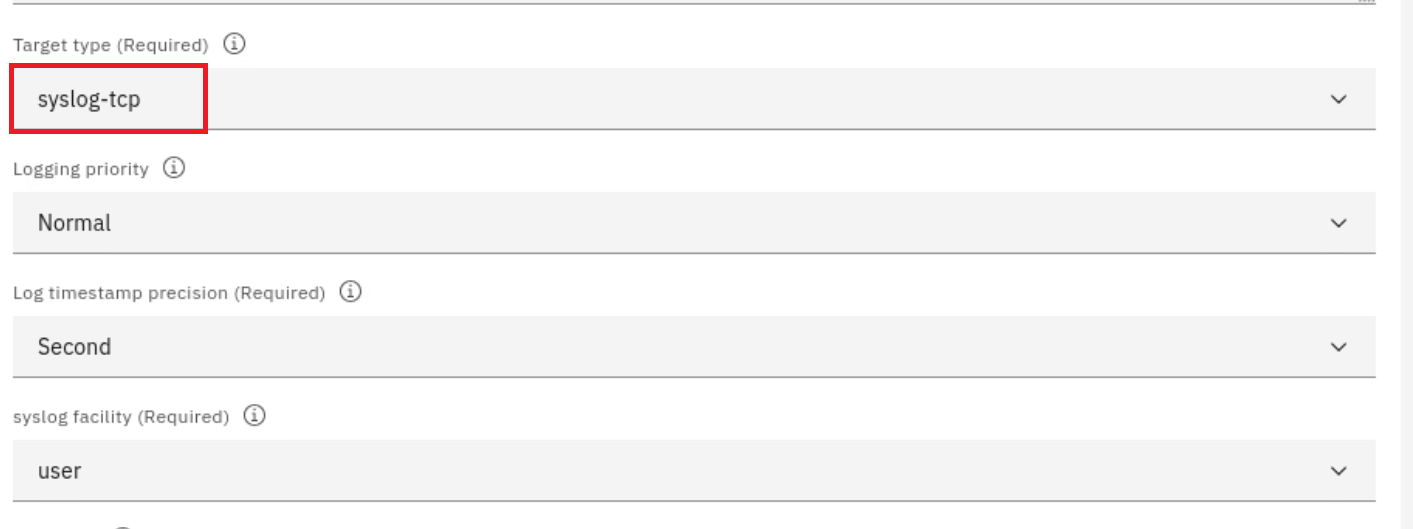 Target type (Required)
syslog-tcp
Logging priority
Normal
Log timestamp precision (Required)
Second
syslog facility (Required)
user